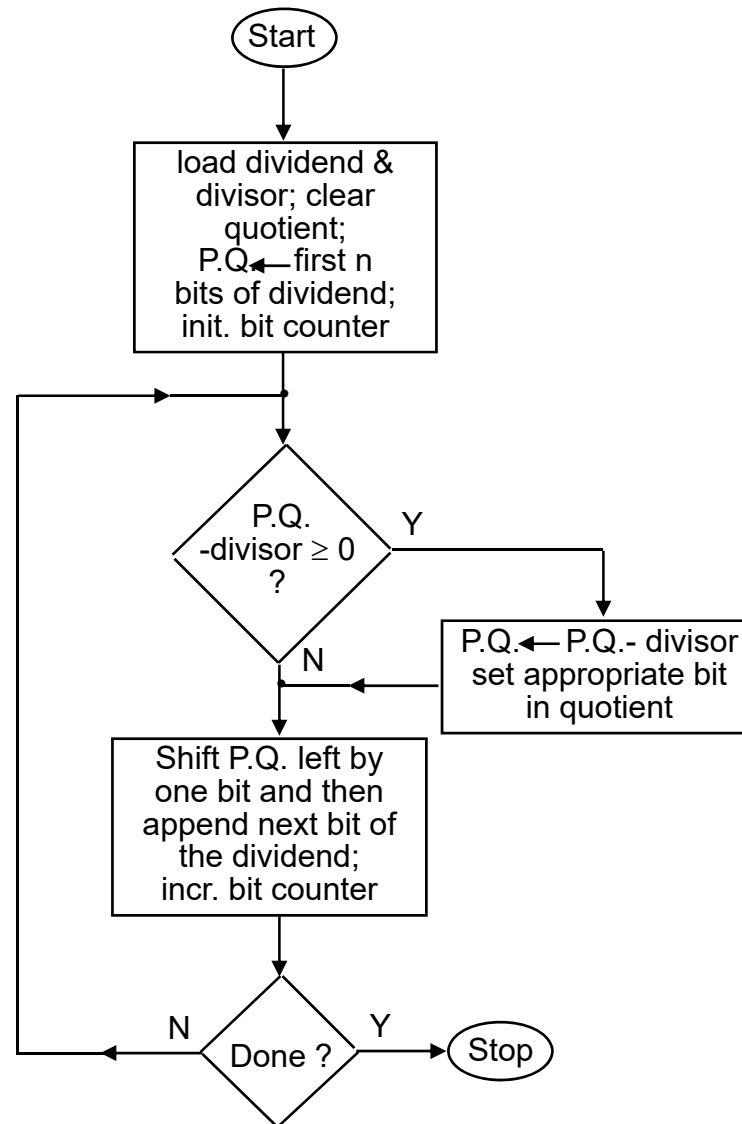 Start
load dividend &
divisor; clear
quotient;
P.Q.← first n
bits of dividend;
init. bit counter
P.Q.
-divisor ≥ 0
?
Y
N
P.Q.← P.Q.- divisor
set appropriate bit
in quotient
Shift P.Q. left by
one bit and then
append next bit of
the dividend;
incr. bit counter
N
Done ?
Y
Stop